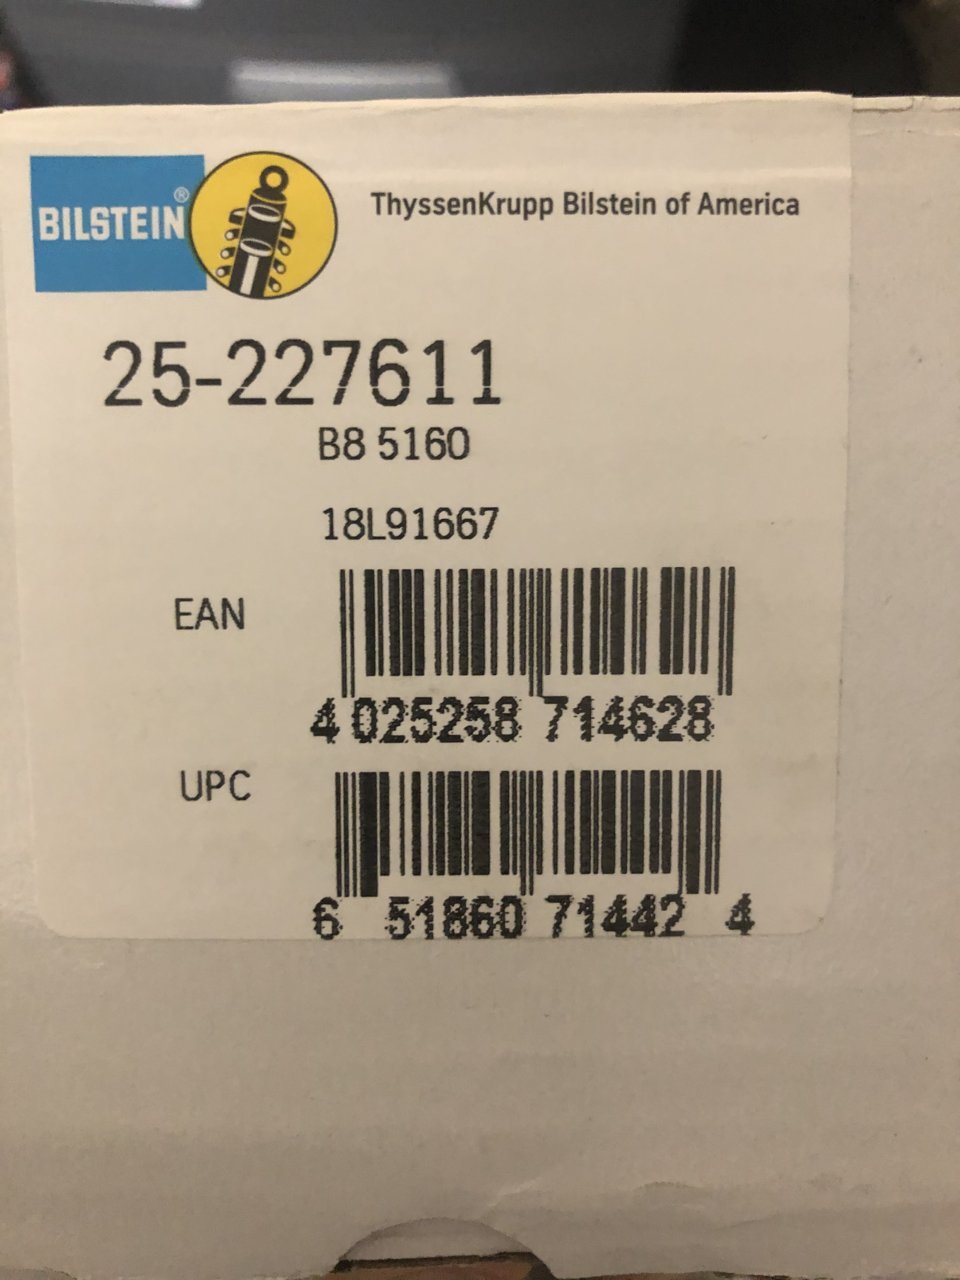 BILSTEIN®
ThyssenKrupp Bilstein of America
25-227611
B8 5160
18L91667
EAN
4 025258 714628
UPC
6 51860 71442 4